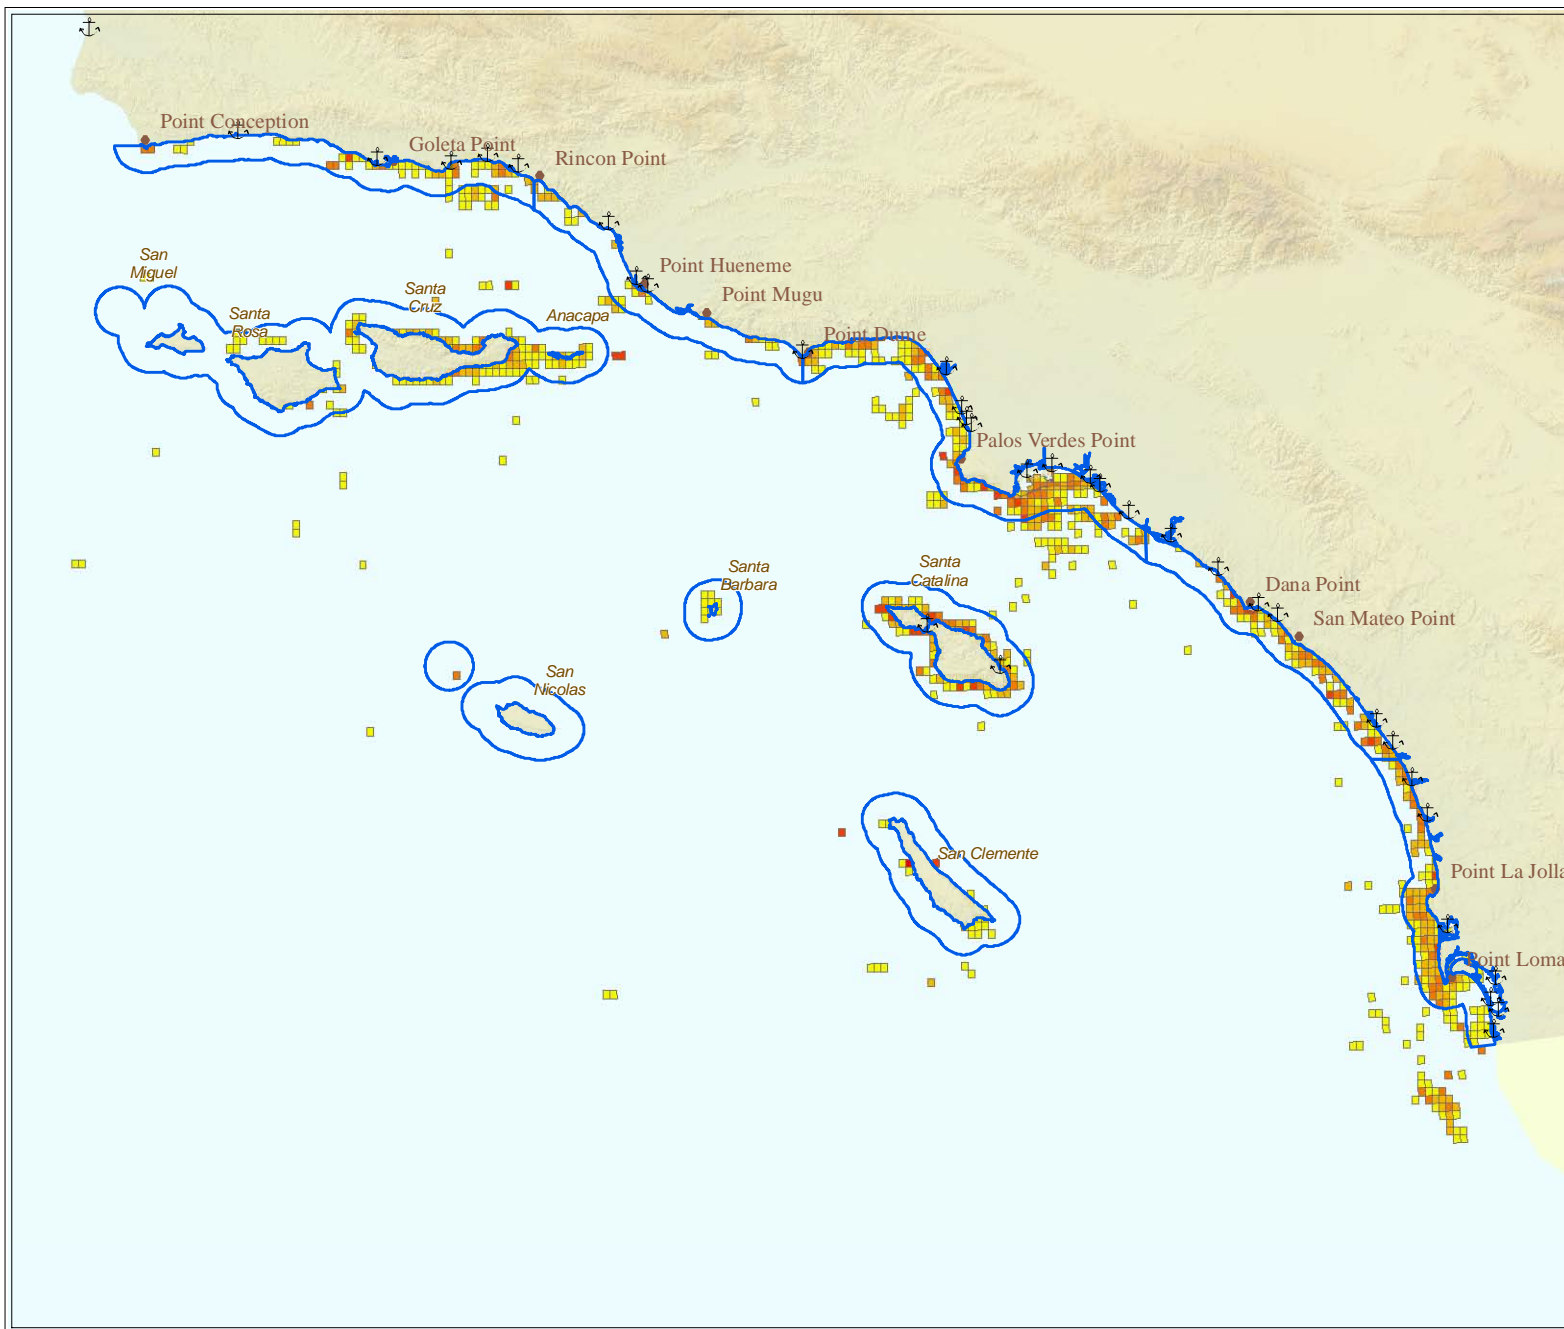 Point Conception
Goleta Point
Rincon Point
San
Miguel
Santa
Rosa
Santa
Cruz
Anacapa
Point Hueneme
Point Mugu
Point Dume
Palos Verdes Point
Santa
Barbara
Santa
Catalina
Dana Point
San Mateo Point
San
Nicolas
San Clemente
Point La Jolla
Point Loma